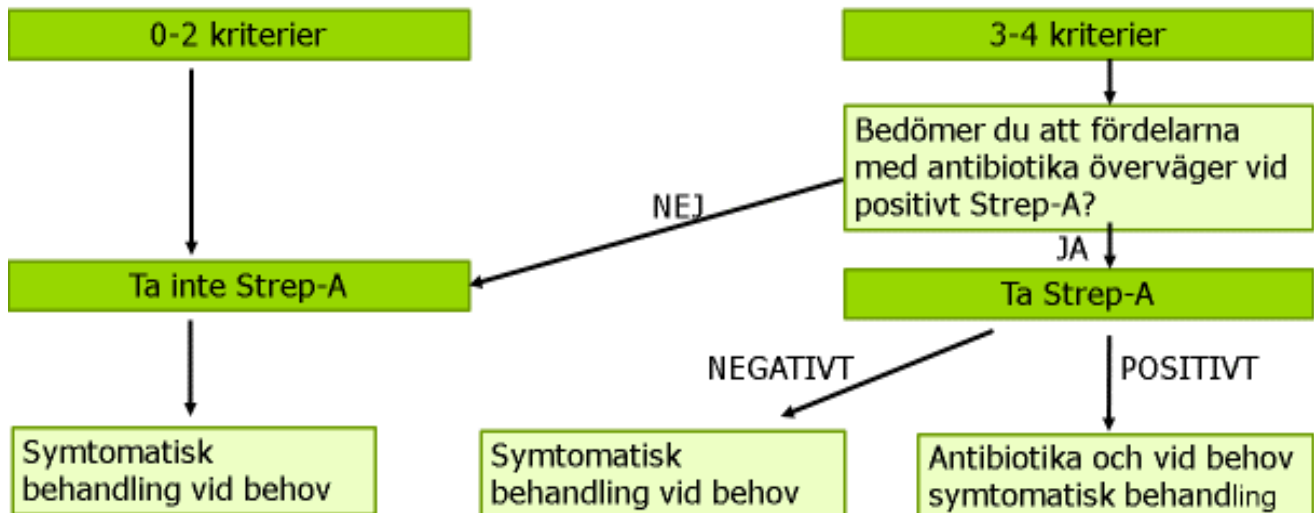 0-2 kriterier
3-4 kriterier
Bedömer du att fördelarna
med antibiotika överväger vid
positivt Strep-A?
NEJ
JA
Ta inte Strep-A
Ta Strep-A
NEGATIVT
POSITIVT
Symtomatisk
behandling vid behov
Symtomatisk
behandling vid behov
Antibiotika och vid behov
symtomatisk behandling